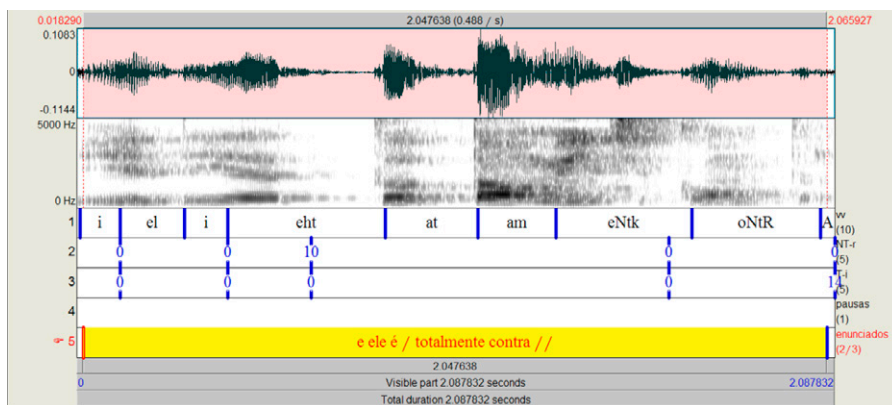 0.018290 2.047638 (0.488 / s) 2.065927
0.1083
0
-0.1144
5000 Hz
0 Hz
1 i el i eht at am eNtk oNtR A vv (10)
2 0 0 10 0 0 NT-r (5)
3 0 0 0 0 14 T-i (5)
4 pausas (1)
5 e ele é / totalmente contra // enunciados (2/3)
2.047638
0 Visible part 2.087832 seconds 2.087832
Total duration 2.087832 seconds